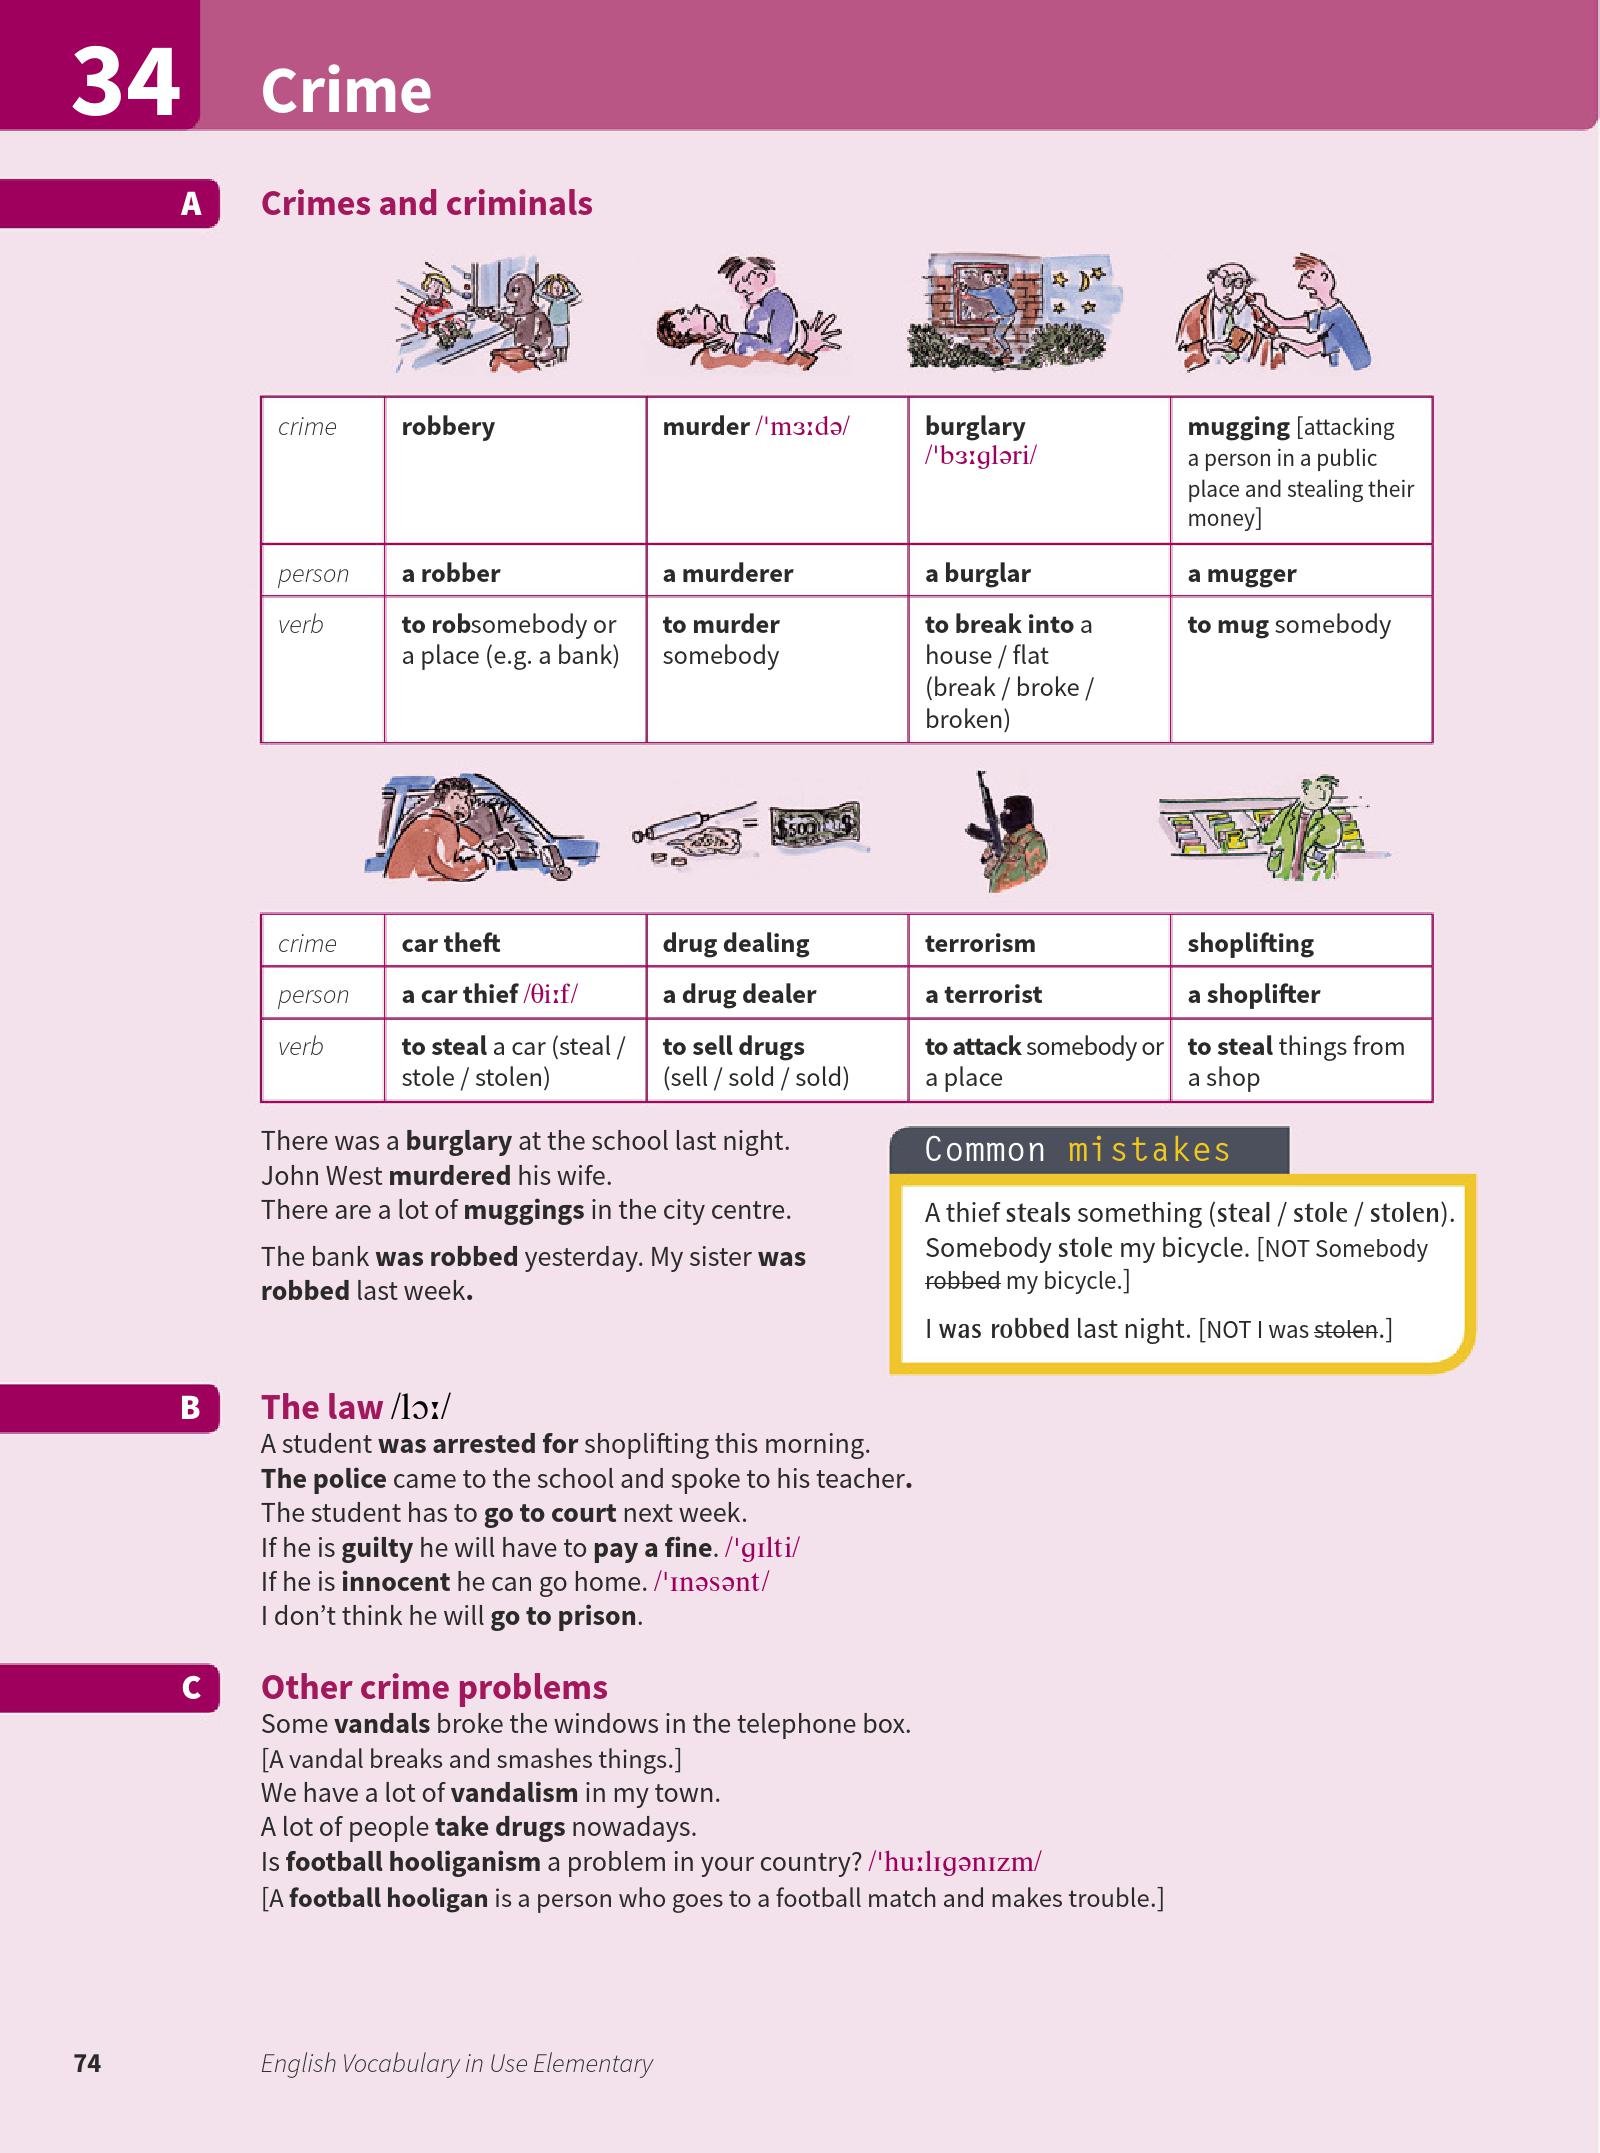 34
Crime
A
Crimes and criminals
crime
robbery
murder /ˈmɜːdə/
burglary
/ˈbɜːgləri/
mugging [attacking
a person in a public
place and stealing their
money]
person
a robber
a murderer
a burglar
a mugger
verb
to robsomebody or
a place (e.g. a bank)
to murder
somebody
to break into a
house / flat
(break / broke /
broken)
to mug somebody
= $500 $
crime
car theft
drug dealing
terrorism
shoplifting
person
a car thief /θiːf/
a drug dealer
a terrorist
a shoplifter
verb
to steal a car (steal /
stole / stolen)
to sell drugs
(sell / sold / sold)
to attack somebody or
a place
to steal things from
a shop
There was a burglary at the school last night.
John West murdered his wife.
There are a lot of muggings in the city centre.
The bank was robbed yesterday. My sister was
robbed last week.
Common mistakes
A thief steals something (steal / stole / stolen).
Somebody stole my bicycle. [NOT Somebody
robbed my bicycle.]
I was robbed last night. [NOT I was stolen.]
B
The law /lɔː/
A student was arrested for shoplifting this morning.
The police came to the school and spoke to his teacher.
The student has to go to court next week.
If he is guilty he will have to pay a fine. /ˈgɪlti/
If he is innocent he can go home. /ˈɪnəsənt/
I don’t think he will go to prison.
C
Other crime problems
Some vandals broke the windows in the telephone box.
[A vandal breaks and smashes things.]
We have a lot of vandalism in my town.
A lot of people take drugs nowadays.
Is football hooliganism a problem in your country? /ˈhuːlɪgənɪzm/
[A football hooligan is a person who goes to a football match and makes trouble.]
74
English Vocabulary in Use Elementary